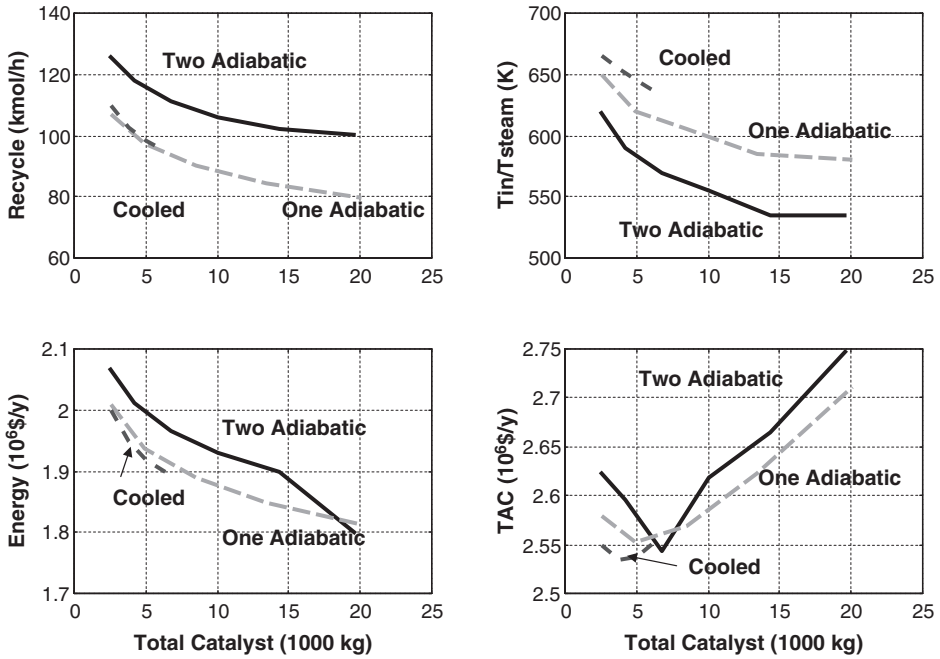 140
120
100
80
60
Recycle (kmol/h)
Two Adiabatic
Cooled
One Adiabatic
0 5 10 15 20 25
700
650
600
550
500
Tin/Tsteam (K)
Cooled
One Adiabatic
Two Adiabatic
0 5 10 15 20 25
2.1
2
1.9
1.8
1.7
Energy (10⁶$/y)
Two Adiabatic
Cooled
One Adiabatic
0 5 10 15 20 25
Total Catalyst (1000 kg)
2.75
2.7
2.65
2.6
2.55
2.5
TAC (10⁶$/y)
Two Adiabatic
One Adiabatic
Cooled
0 5 10 15 20 25
Total Catalyst (1000 kg)